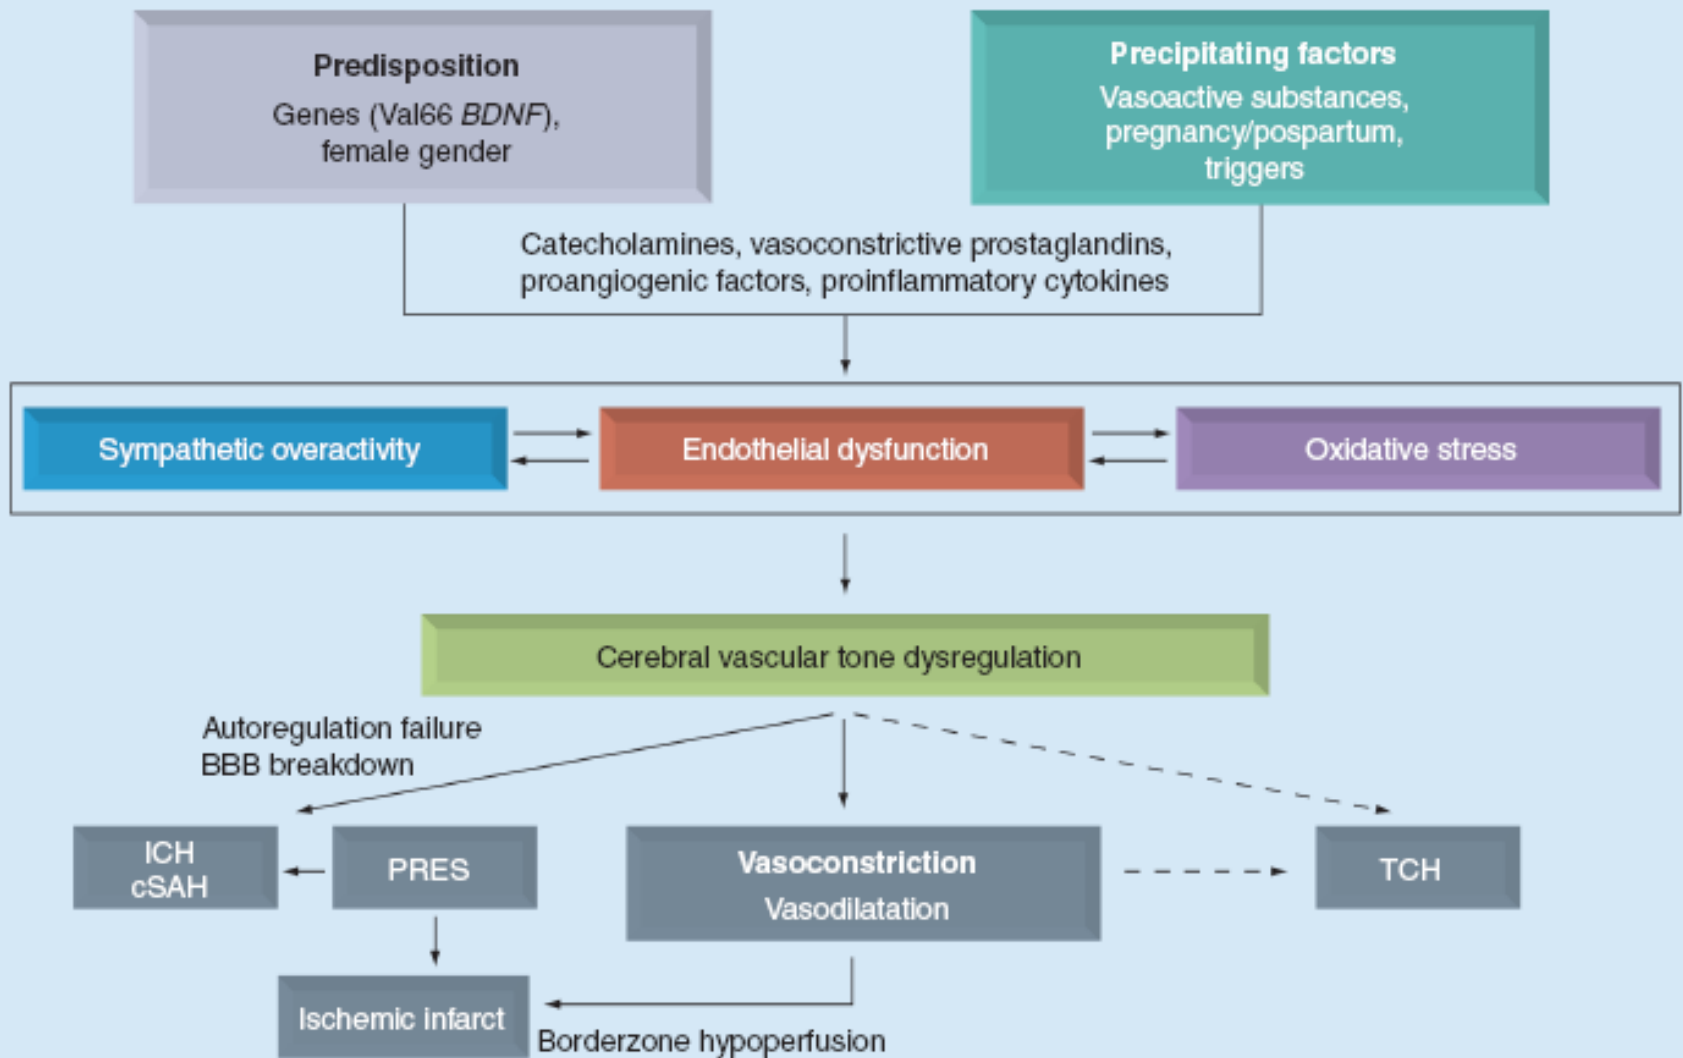 Predisposition
Genes (Val66 BDNF),
female gender
Precipitating factors
Vasoactive substances,
pregnancy/pospartum,
triggers
Catecholamines, vasoconstrictive prostaglandins,
proangiogenic factors, proinflammatory cytokines
Sympathetic overactivity
Endothelial dysfunction
Oxidative stress
Cerebral vascular tone dysregulation
Autoregulation failure
BBB breakdown
ICH
cSAH
PRES
Vasoconstriction
Vasodilatation
TCH
Ischemic infarct
Borderzone hypoperfusion